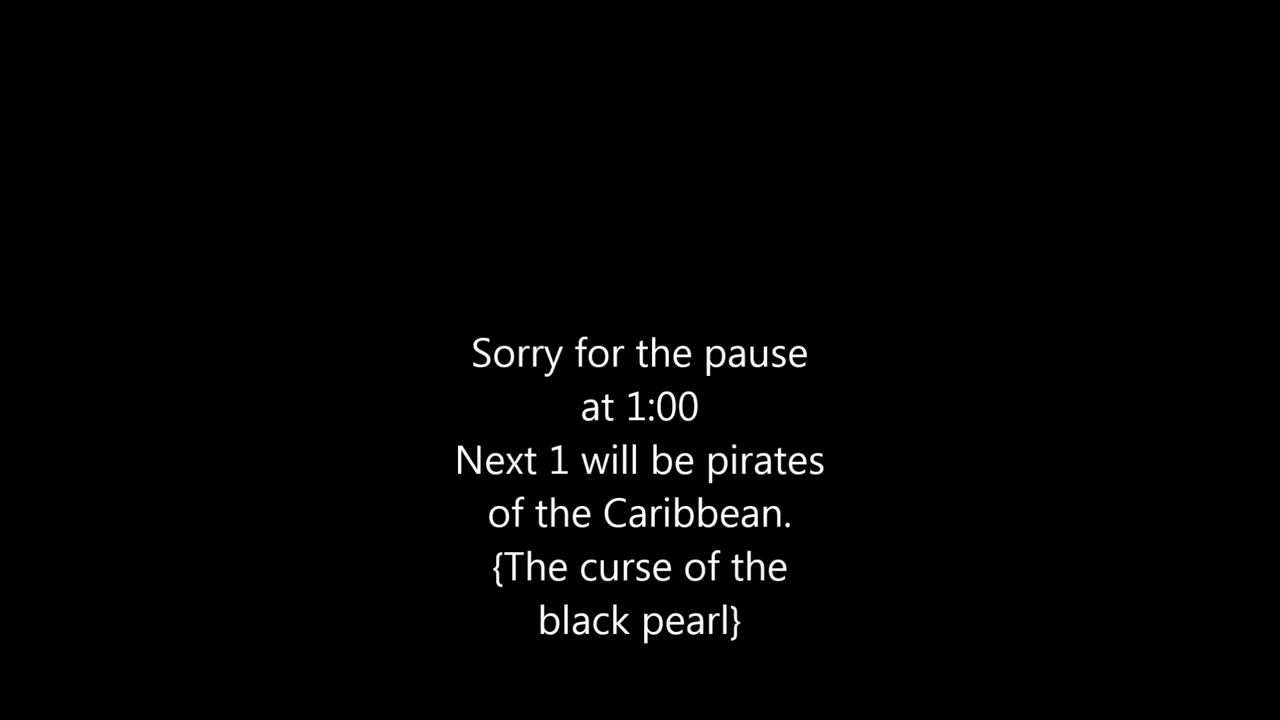 Sorry for the pause
at 1:00
Next 1 will be pirates
of the Caribbean.
{The curse of the
black pearl}